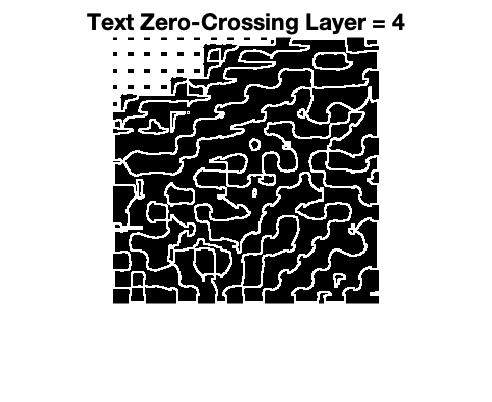 Text Zero-Crossing Layer = 4